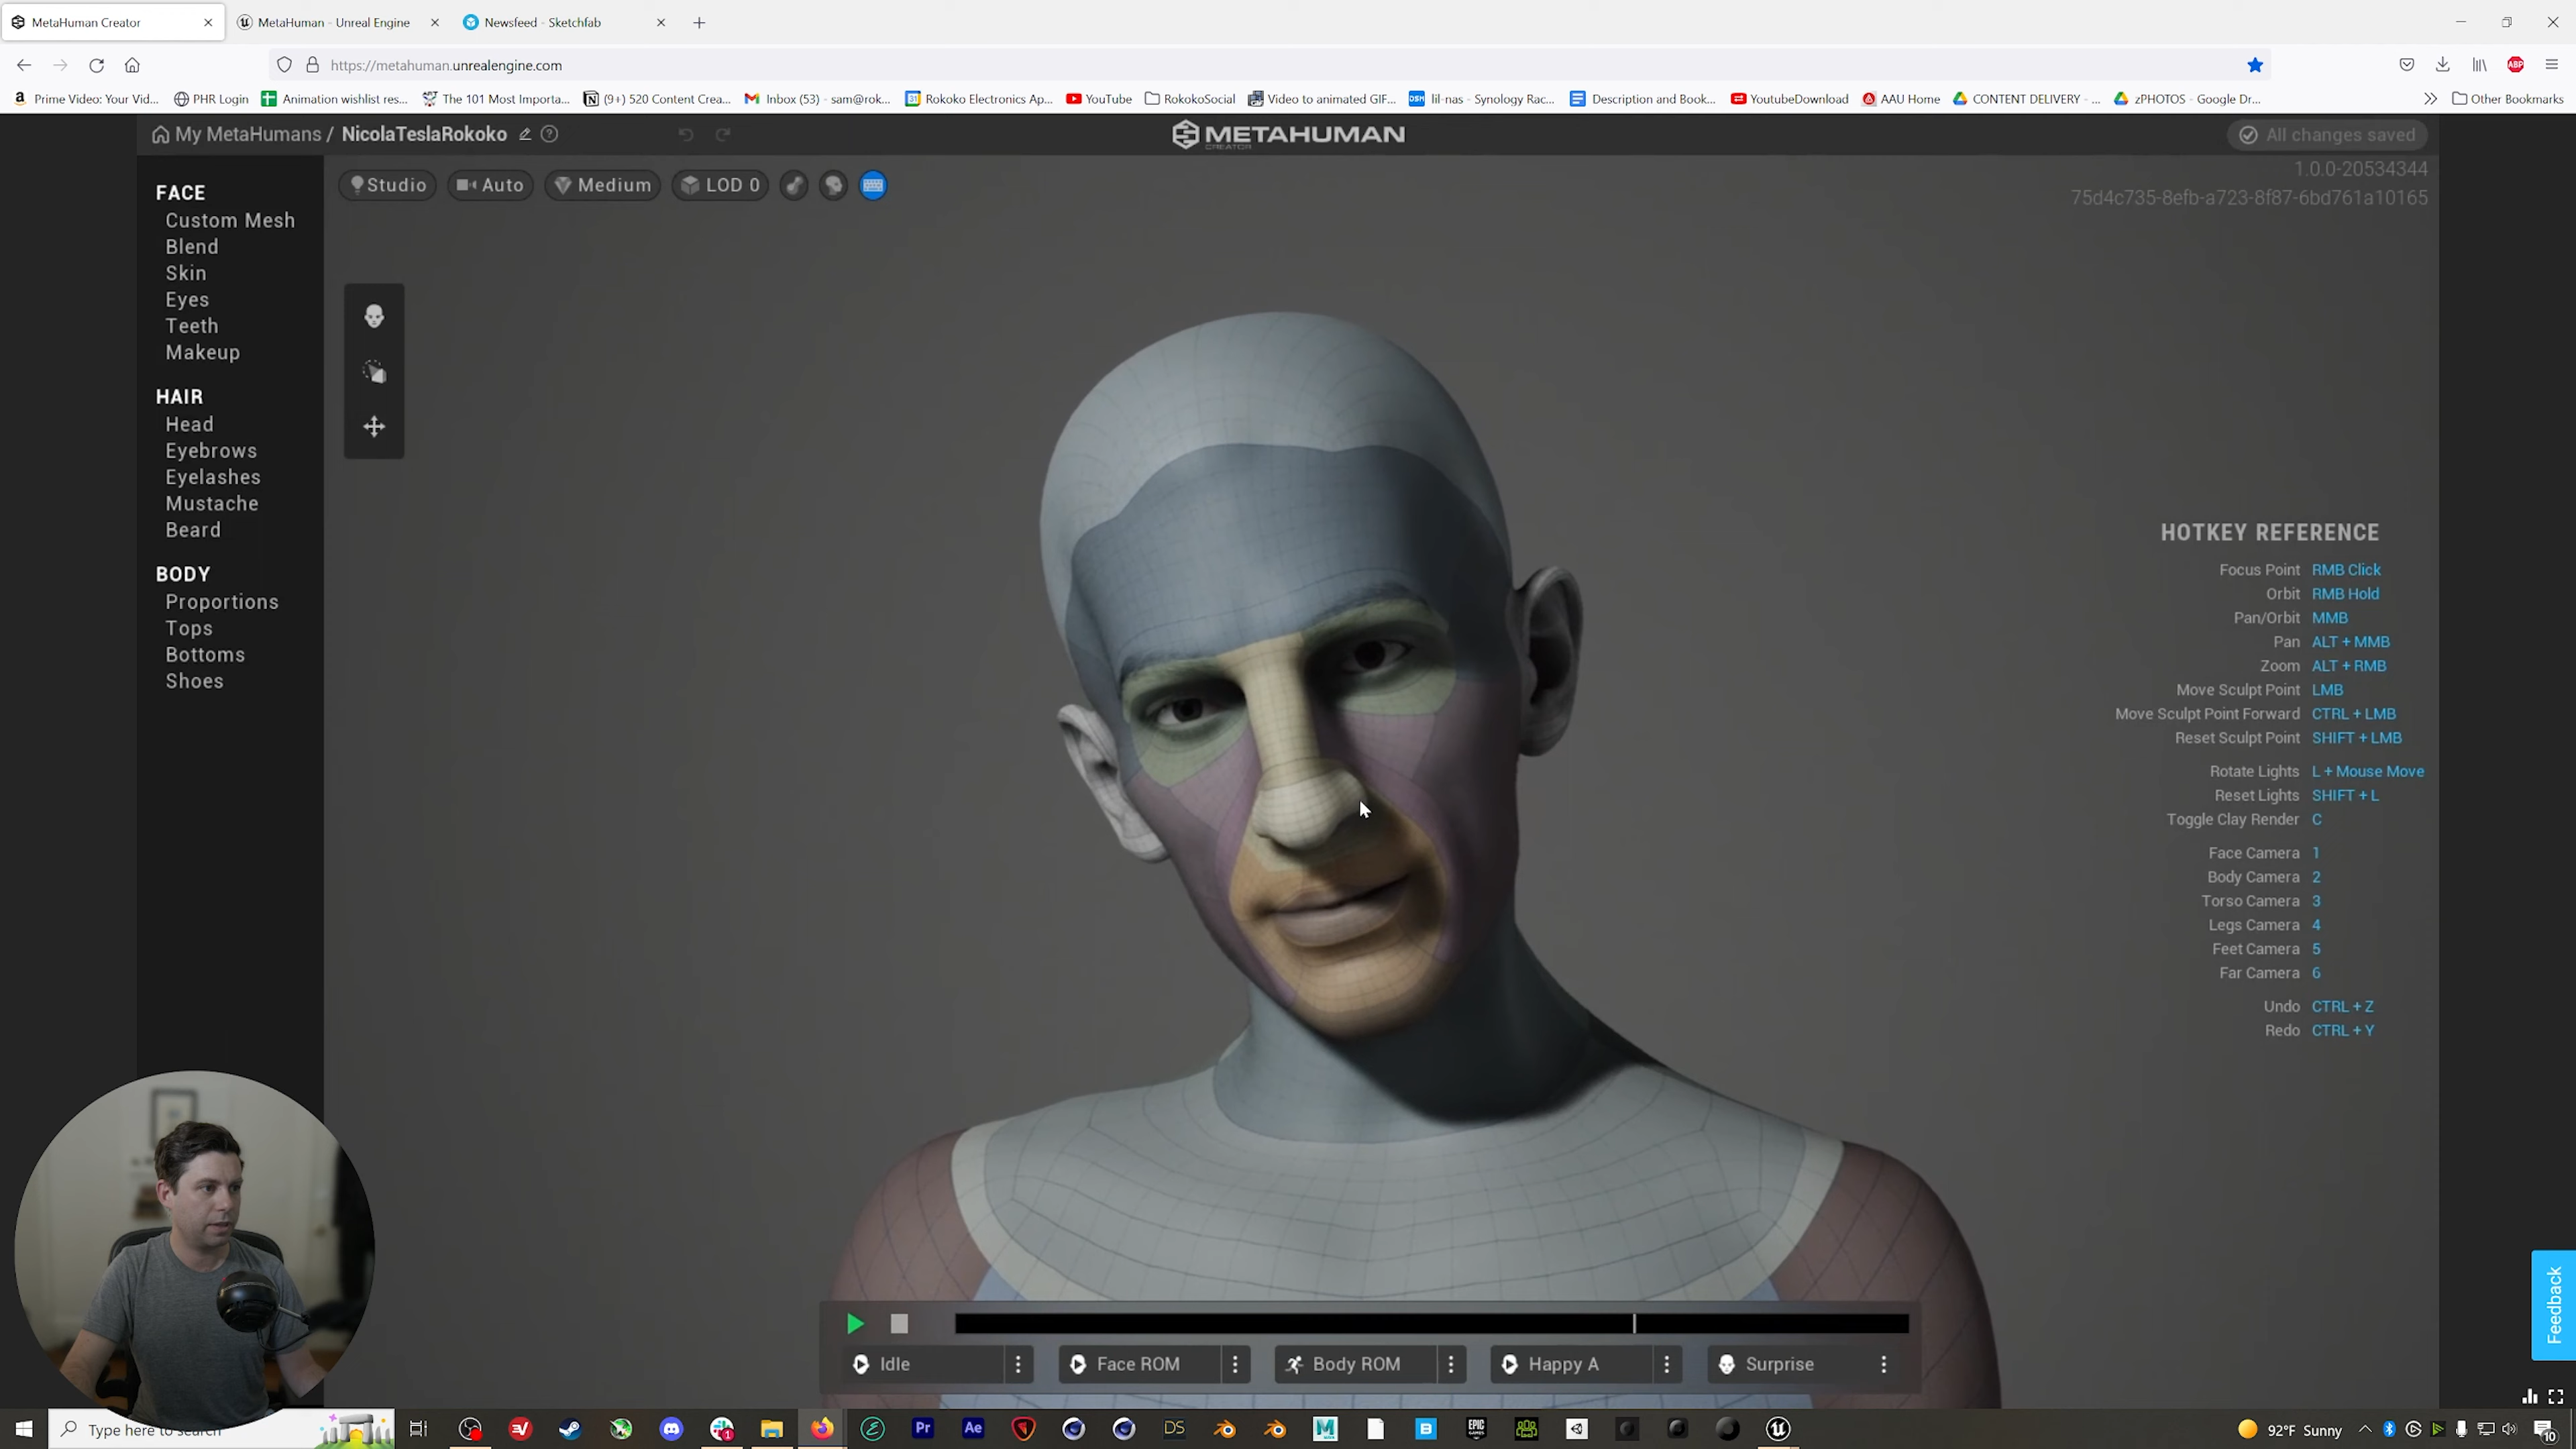 MetaHuman Creator
MetaHuman - Unreal Engine
Newsfeed - Sketchfab
https://metahuman.unrealengine.com
Prime Video: Your Vid...
PHR Login
Animation wishlist res...
The 101 Most Importa...
(9+) 520 Content Crea...
Inbox (53) - sam@rok...
Rokoko Electronics Ap...
YouTube
RokokoSocial
Video to animated GIF...
lil-nas - Synology Rac...
Description and Book...
YoutubeDownload
AAU Home
CONTENT DELIVERY - ...
zPHOTOS - Google Dr...
Other Bookmarks
ABP
My MetaHumans / NicolaTeslaRokoko
METAHUMAN
CREATOR
All changes saved
1.0.0-20534344
75d4c735-8efb-a723-8f87-6bd761a10165
Studio
Auto
Medium
LOD 0
FACE
Custom Mesh
Blend
Skin
Eyes
Teeth
Makeup
HAIR
Head
Eyebrows
Eyelashes
Mustache
Beard
BODY
Proportions
Tops
Bottoms
Shoes
HOTKEY REFERENCE
Focus Point RMB Click
Orbit RMB Hold
Pan/Orbit MMB
Pan ALT + MMB
Zoom ALT + RMB
Move Sculpt Point LMB
Move Sculpt Point Forward CTRL + LMB
Reset Sculpt Point SHIFT + LMB
Rotate Lights L + Mouse Move
Reset Lights SHIFT + L
Toggle Clay Render C
Face Camera 1
Body Camera 2
Torso Camera 3
Legs Camera 4
Feet Camera 5
Far Camera 6
Undo CTRL + Z
Redo CTRL + Y
Feedback
Idle
Face ROM
Body ROM
Happy A
Surprise
Type here to search
Pr
Ae
DS
M
B
EPIC GAMES
92°F Sunny
10